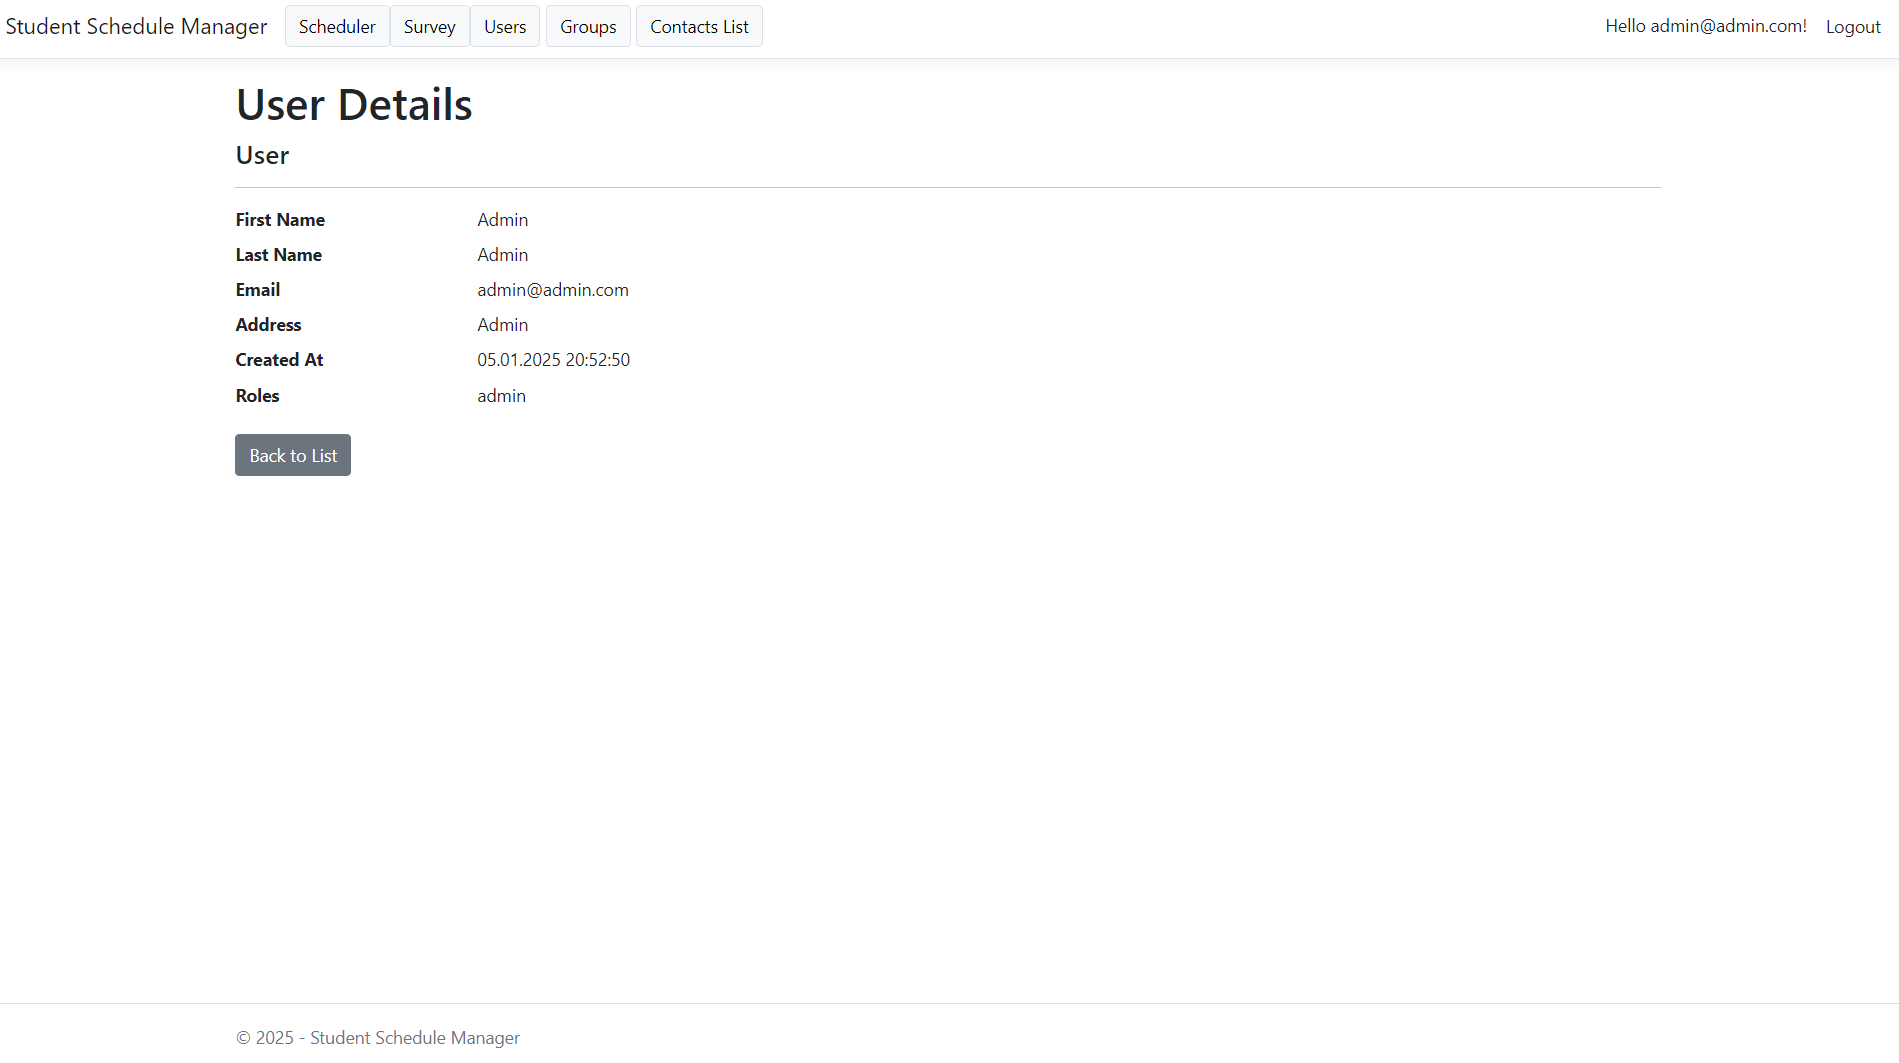 Student Schedule Manager Scheduler Survey Users Groups Contacts List Hello admin@admin.com! Logout
User Details
User
First Name Admin
Last Name Admin
Email admin@admin.com
Address Admin
Created At 05.01.2025 20:52:50
Roles admin
Back to List
© 2025 - Student Schedule Manager